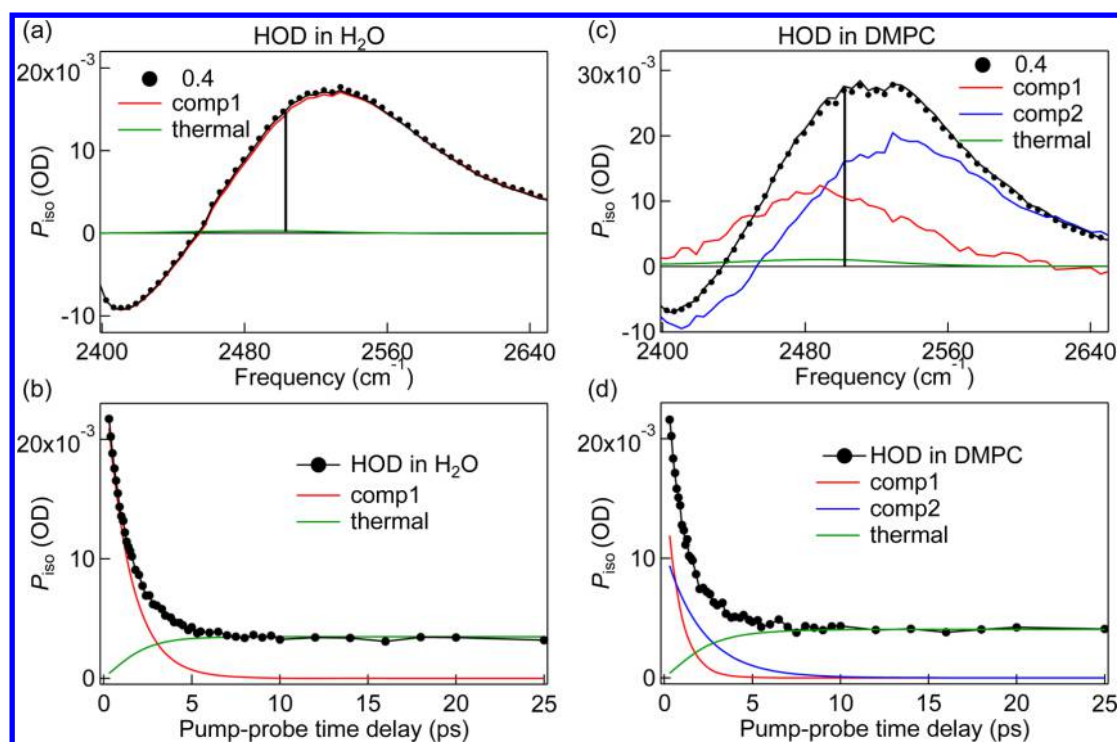 (a)
HOD in H₂O
20x10⁻³
0.4
comp1
thermal
10
0
-10
P_iso (OD)
2400 2480 2560 2640
Frequency (cm⁻¹)
(c)
HOD in DMPC
30x10⁻³
0.4
comp1
comp2
thermal
20
10
0
-10
P_iso (OD)
2400 2480 2560 2640
Frequency (cm⁻¹)
(b)
20x10⁻³
HOD in H₂O
comp1
thermal
10
0
P_iso (OD)
0 5 10 15 20 25
Pump-probe time delay (ps)
(d)
20x10⁻³
HOD in DMPC
comp1
comp2
thermal
10
0
P_iso (OD)
0 5 10 15 20 25
Pump-probe time delay (ps)